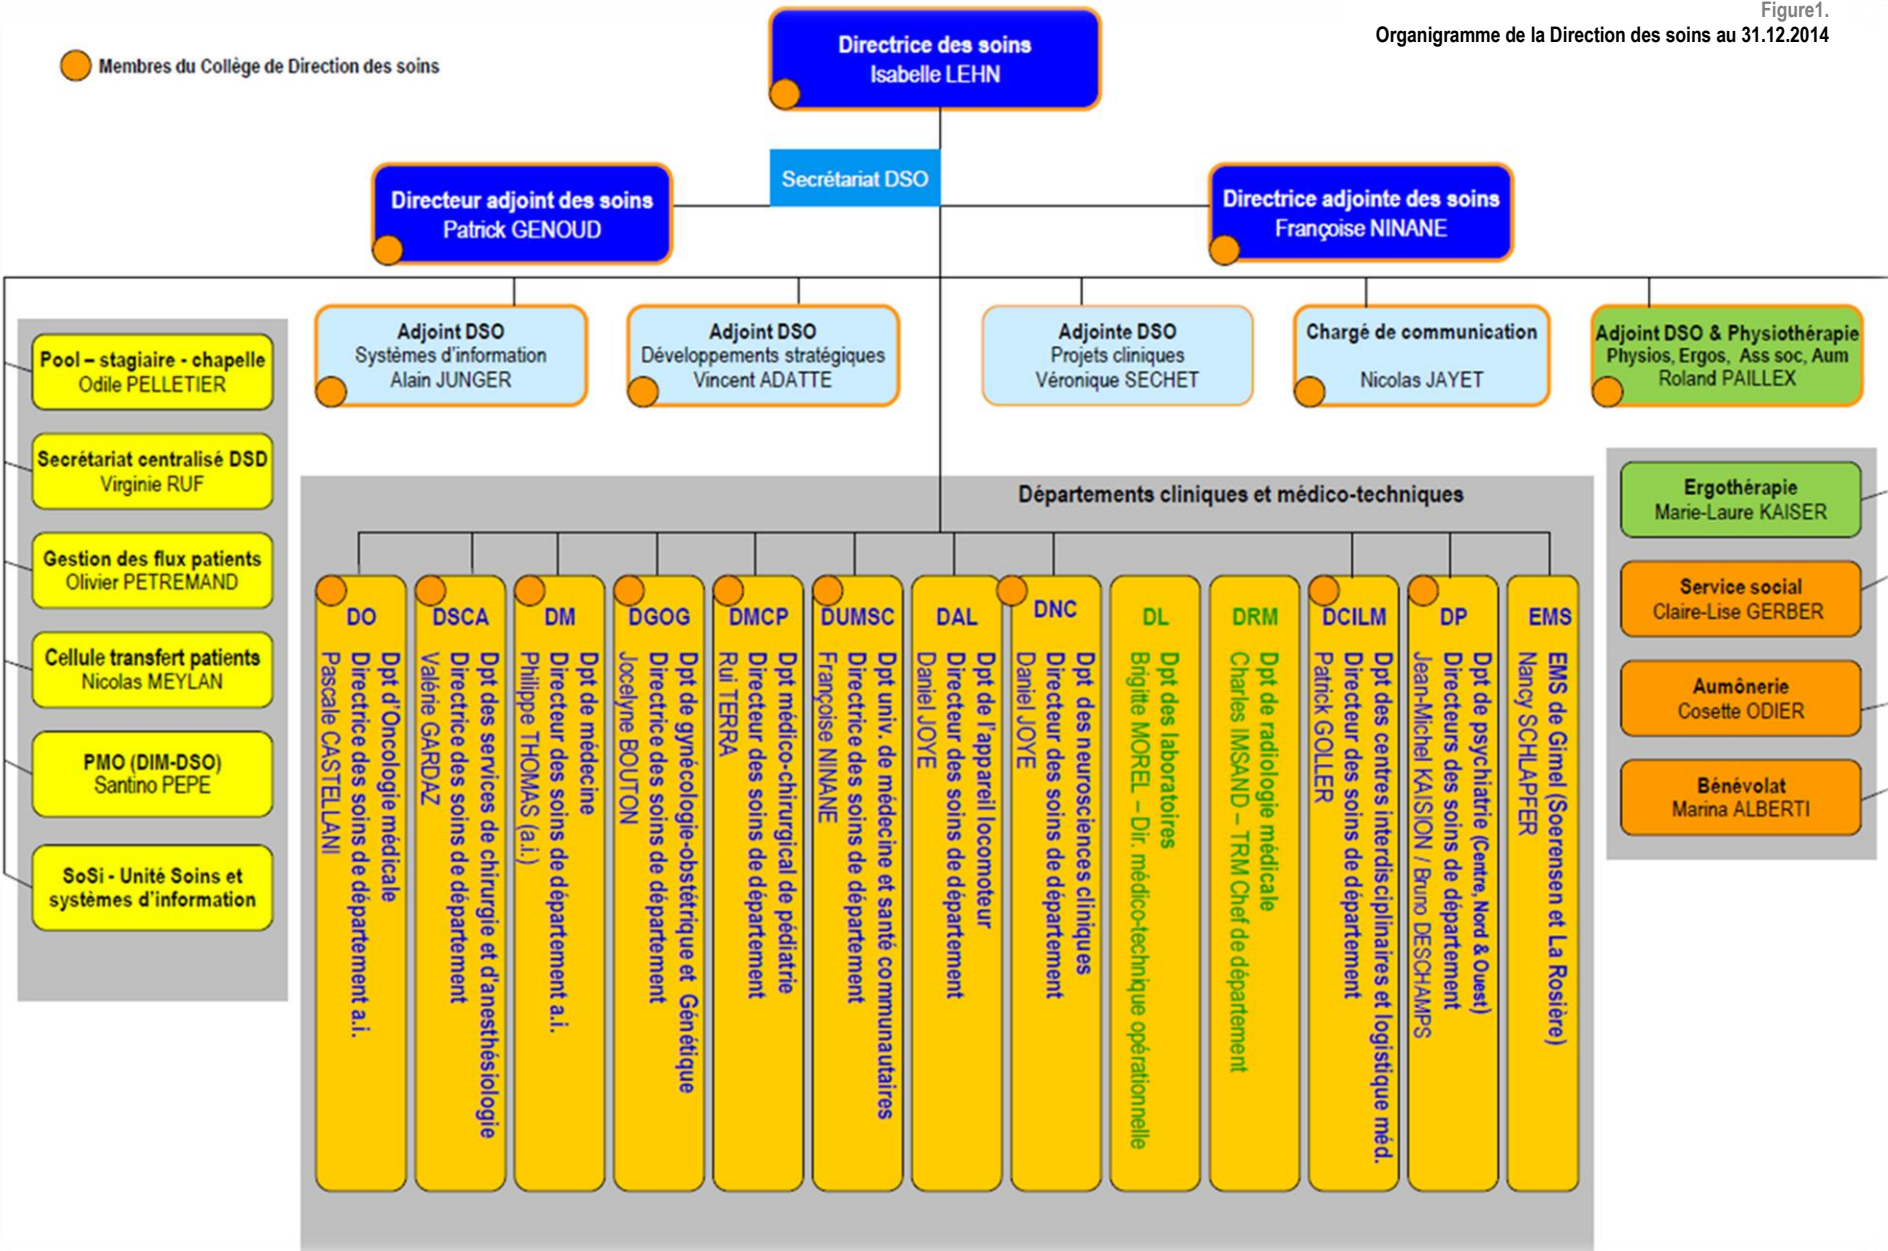 Figure1.
Organigramme de la Direction des soins au 31.12.2014
Membres du Collège de Direction des soins
Directrice des soins
Isabelle LEHN
Secrétariat DSO
Directeur adjoint des soins
Patrick GENOUD
Directrice adjointe des soins
Françoise NINANE
Adjoint DSO
Systèmes d'information
Alain JUNGER
Adjoint DSO
Développements stratégiques
Vincent ADATTE
Adjointe DSO
Projets cliniques
Véronique SECHET
Chargé de communication
Nicolas JAYET
Adjoint DSO & Physiothérapie
Physios, Ergos, Ass soc, Aum
Roland PAILLEX
Pool – stagiaire - chapelle
Odile PELLETIER
Secrétariat centralisé DSD
Virginie RUF
Gestion des flux patients
Olivier PETREMAND
Cellule transfert patients
Nicolas MEYLAN
PMO (DIM-DSO)
Santino PEPE
SoSi - Unité Soins et
systèmes d'information
Départements cliniques et médico-techniques
DO
Dpt d'Oncologie médicale
Directrice des soins de département a.i.
Pascale CASTELLANI
DSCA
Dpt des services de chirurgie et d'anesthésiologie
Directrice des soins de département
Valérie GARDAZ
DM
Dpt de médecine
Directeur des soins de département a.i.
Philippe THOMAS (a.i.)
DGOG
Dpt de gynécologie-obstétrique et Génétique
Directrice des soins de département
Jocelyne BOUTON
DMCP
Dpt médico-chirurgical de pédiatrie
Directeur des soins de département
Rui TERRA
DUMSC
Dpt univ. de médecine et santé communautaires
Directrice des soins de département
Françoise NINANE
DAL
Dpt de l'appareil locomoteur
Directeur des soins de département
Daniel JOYE
DNC
Dpt des neurosciences cliniques
Directeur des soins de département
Daniel JOYE
DL
Dpt des laboratoires
Brigitte MOREL – Dir. médico-technique opérationnelle
DRM
Dpt de radiologie médicale
Charles IMSAND – TRM Chef de département
DCILM
Dpt des centres interdisciplinaires et logistique méd.
Directeur des soins de département
Patrick GOLLER
DP
Dpt de psychiatrie (Centre, Nord & Ouest)
Directeurs des soins de département
Jean-Michel KAISION / Bruno DESCHAMPS
EMS
EMS de Gimel (Soerensen et La Rosière)
Nancy SCHLAPFER
Ergothérapie
Marie-Laure KAISER
Service social
Claire-Lise GERBER
Aumônerie
Cosette ODIER
Bénévolat
Marina ALBERTI